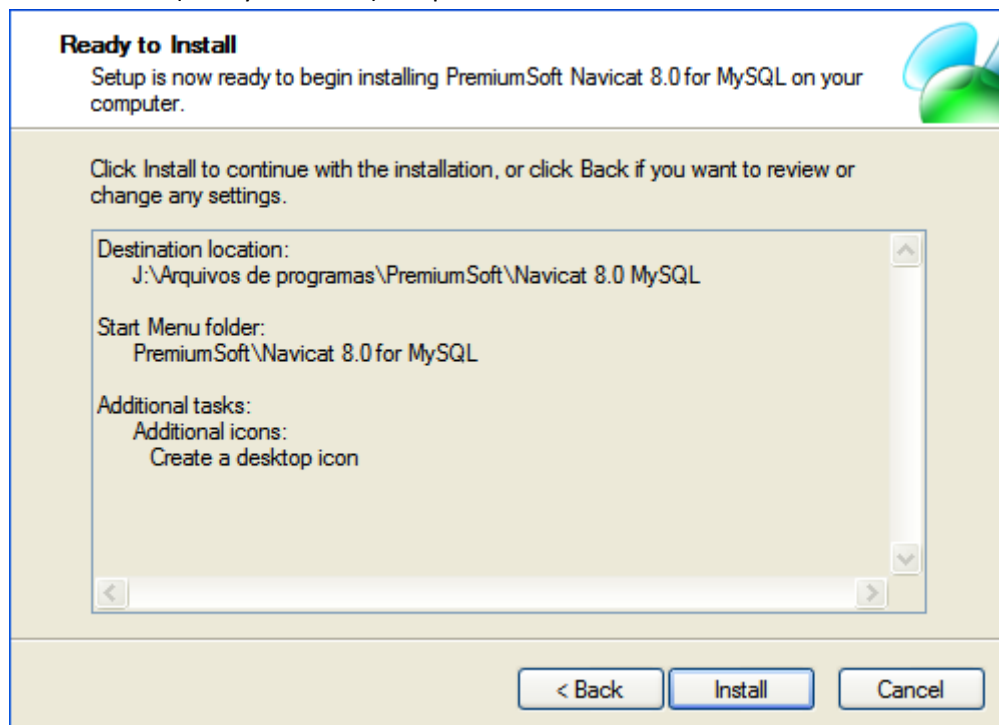 Ready to Install
Setup is now ready to begin installing PremiumSoft Navicat 8.0 for MySQL on your
computer.
Click Install to continue with the installation, or click Back if you want to review or
change any settings.
Destination location:
J:\Arquivos de programas\PremiumSoft\Navicat 8.0 MySQL
Start Menu folder:
PremiumSoft\Navicat 8.0 for MySQL
Additional tasks:
Additional icons:
Create a desktop icon
< Back
Install
Cancel